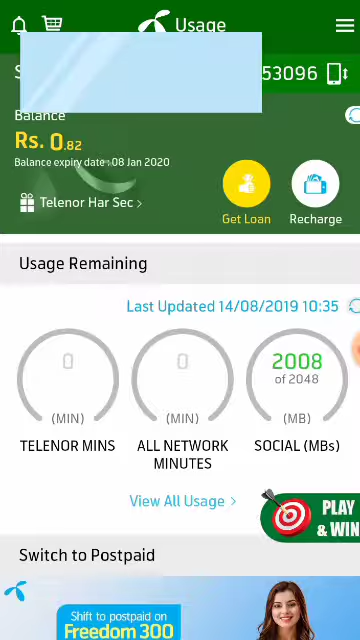 Usage
53096
Balance
Rs. 0.82
Balance expiry date -08 Jan 2020
Telenor Har Sec >
Get Loan
Recharge
Usage Remaining
Last Updated 14/08/2019 10:35
0
(MIN)
TELENOR MINS
0
(MIN)
ALL NETWORK
MINUTES
2008
of 2048
(MB)
SOCIAL (MBs)
View All Usage >
PLAY
& WIN
Switch to Postpaid
Shift to postpaid on
Freedom 300